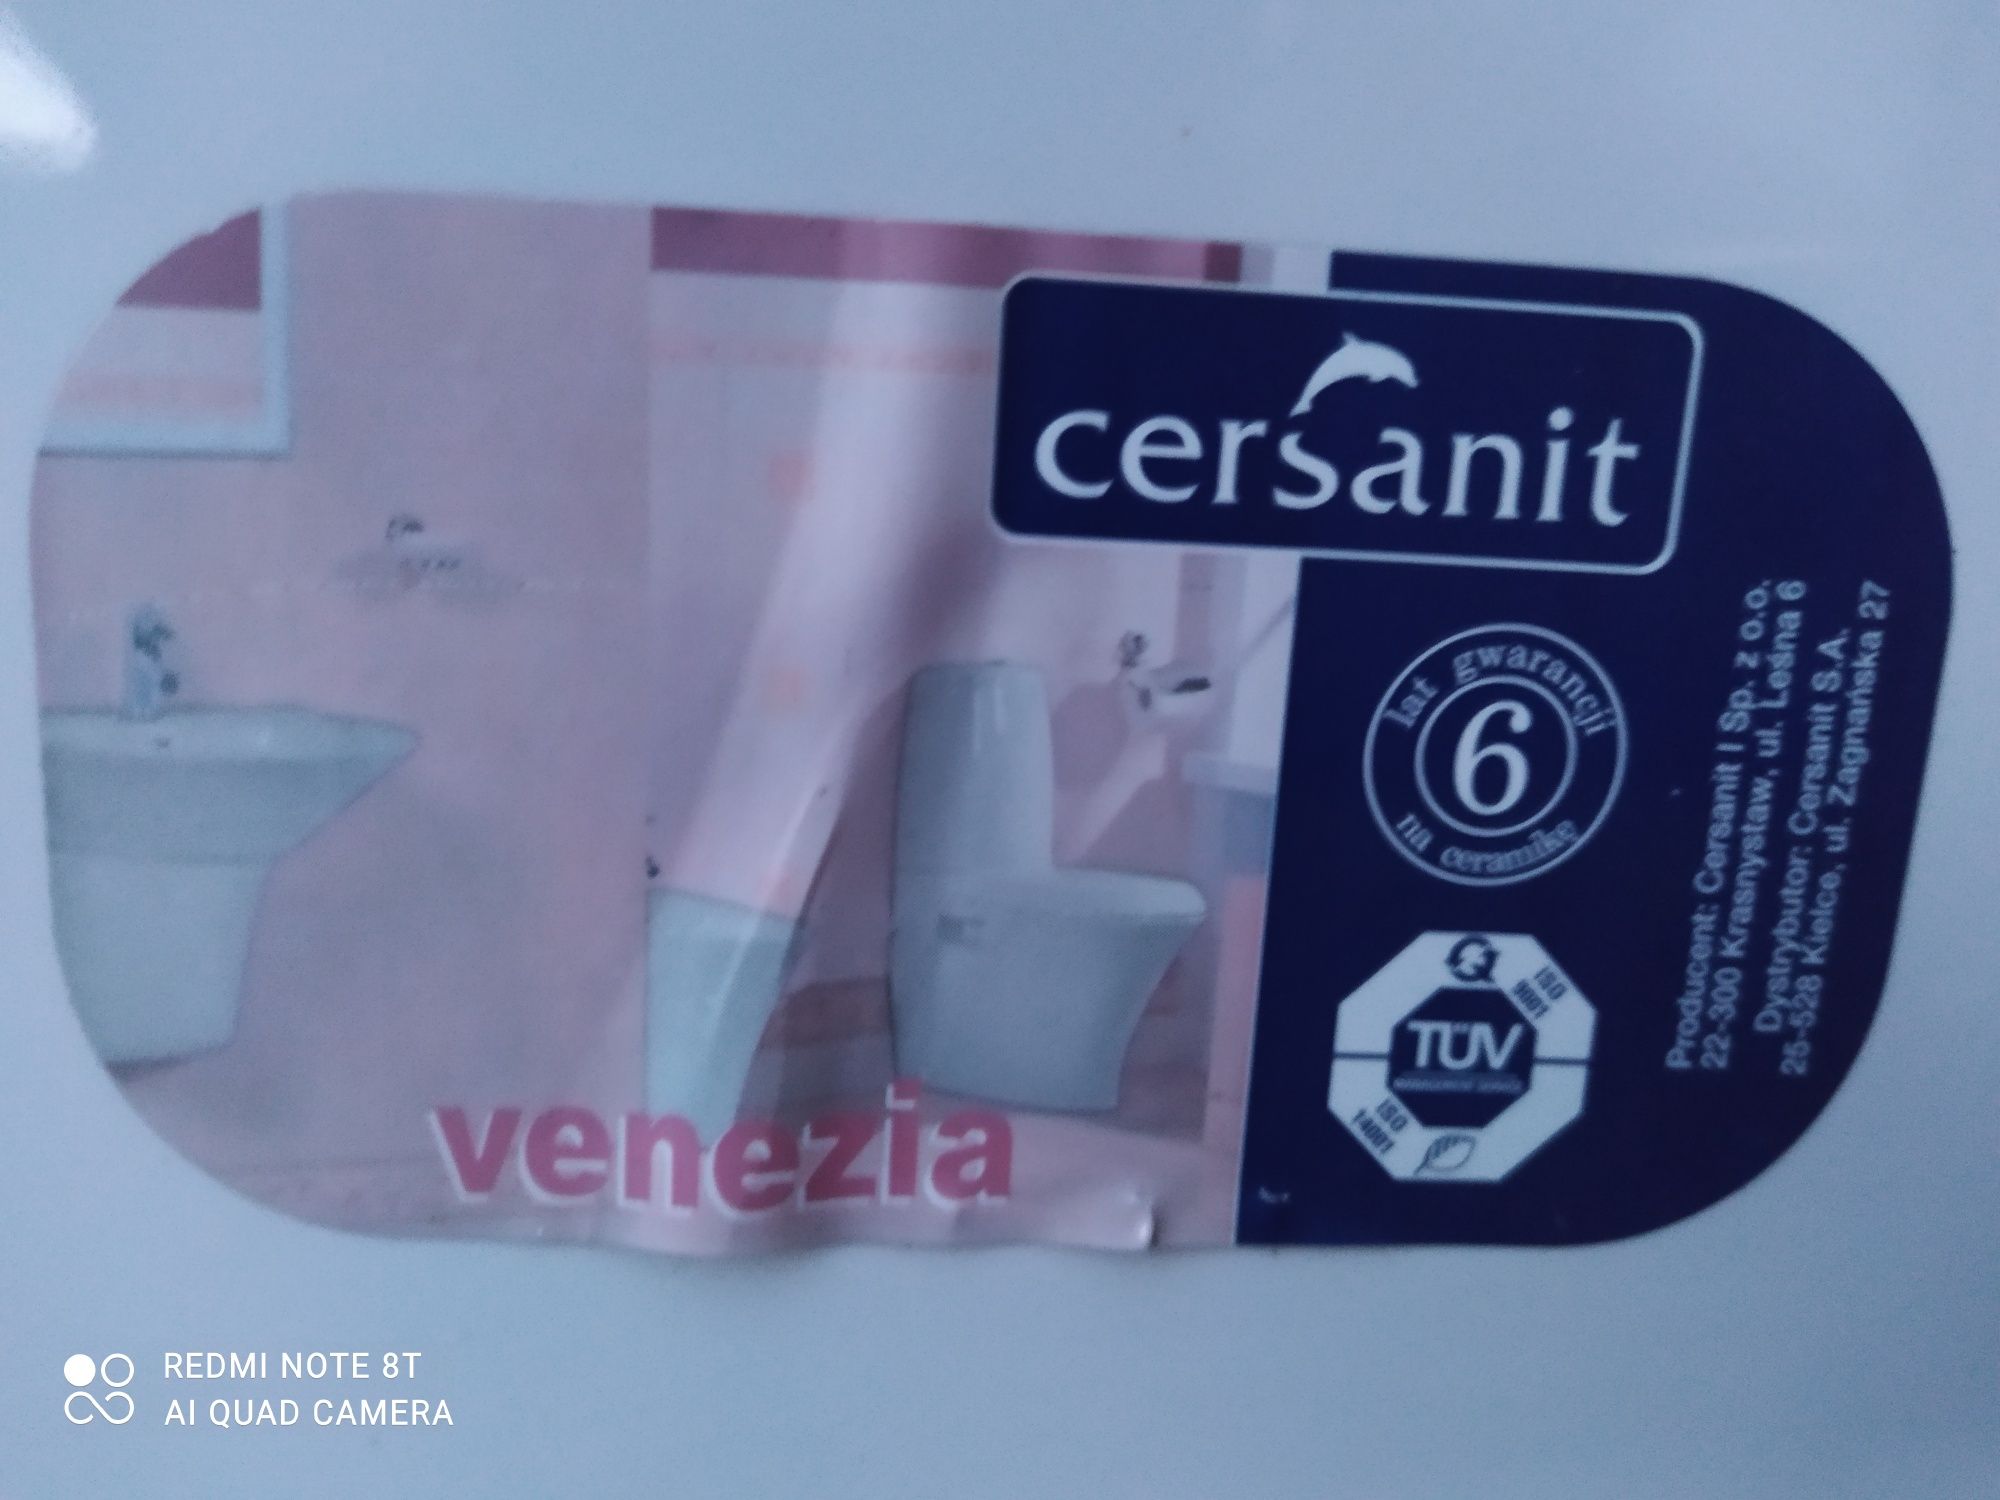 cersanit
lat gwarancji
6
na ceramikę
ISO
9001
TÜV
ISO
14001
Producent: Cersanit I Sp. z o.o.
22-300 Krasnystaw, ul. Leśna 6
Dystrybutor: Cersanit S.A.
25-528 Kielce, ul. Zagnańska 27
venezia
REDMI NOTE 8T
AI QUAD CAMERA